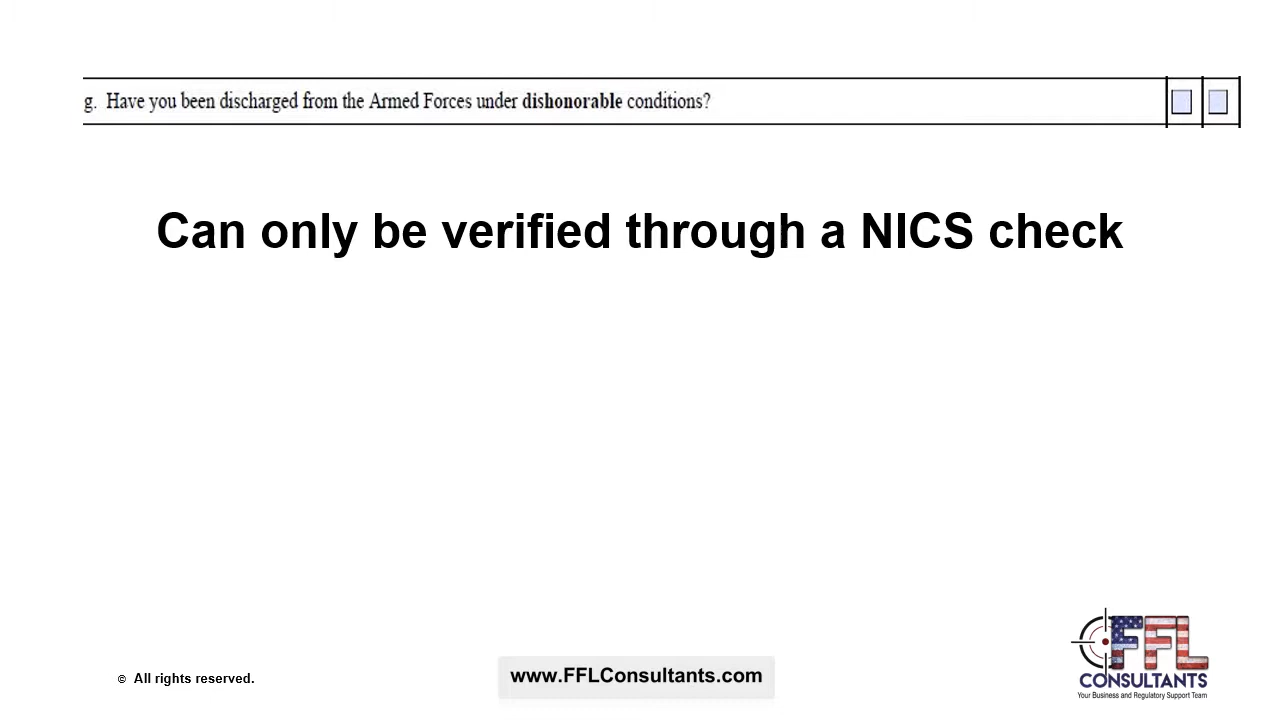 g. Have you been discharged from the Armed Forces under dishonorable conditions?
Can only be verified through a NICS check
© All rights reserved.
www.FFLConsultants.com
FFL
CONSULTANTS
Your Business and Regulatory Support Team